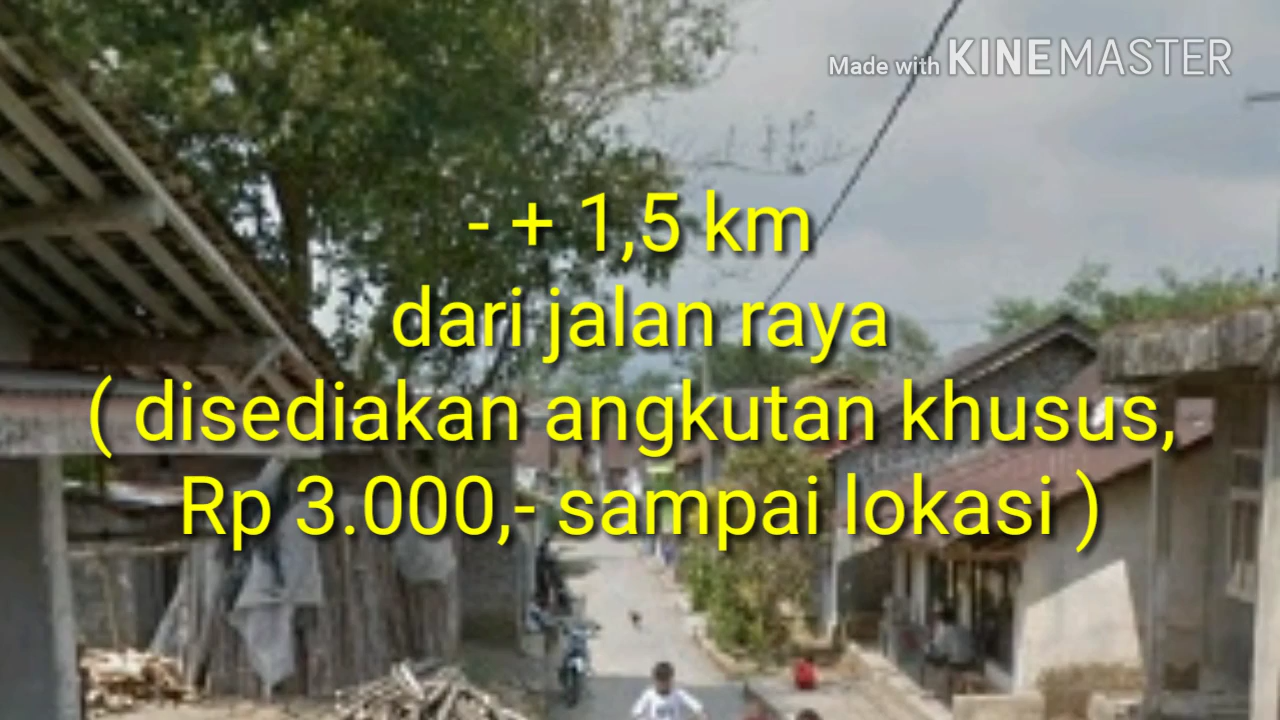 Made with KINEMASTER
- + 1,5 km
dari jalan raya
( disediakan angkutan khusus,
Rp 3.000,- sampai lokasi )